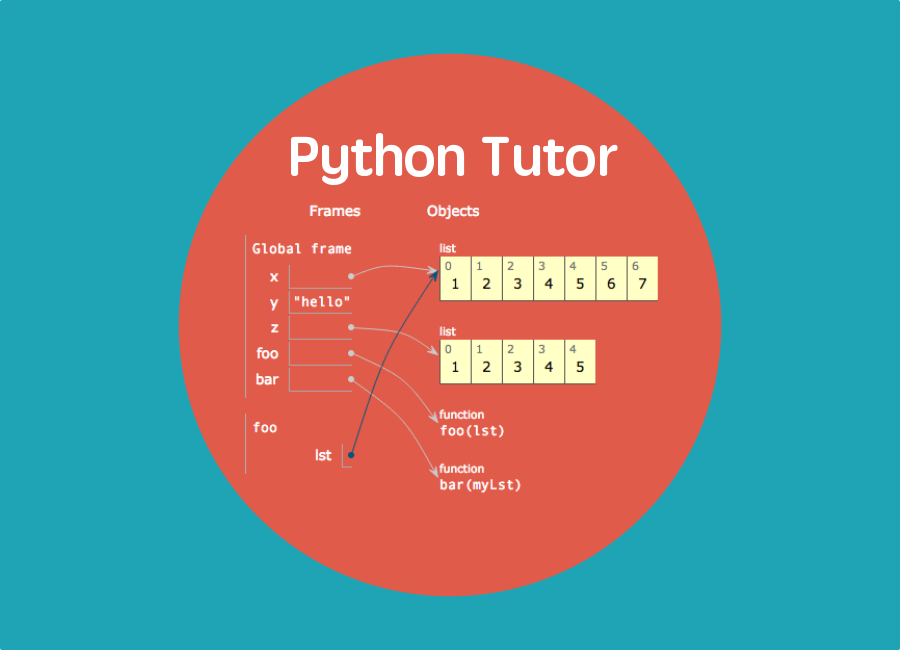 Python Tutor
Frames Objects
Global frame
x
y "hello"
z
foo
bar
foo
lst
list
0 1 2 3 4 5 6
1 2 3 4 5 6 7
list
0 1 2 3 4
1 2 3 4 5
function
foo(lst)
function
bar(myLst)